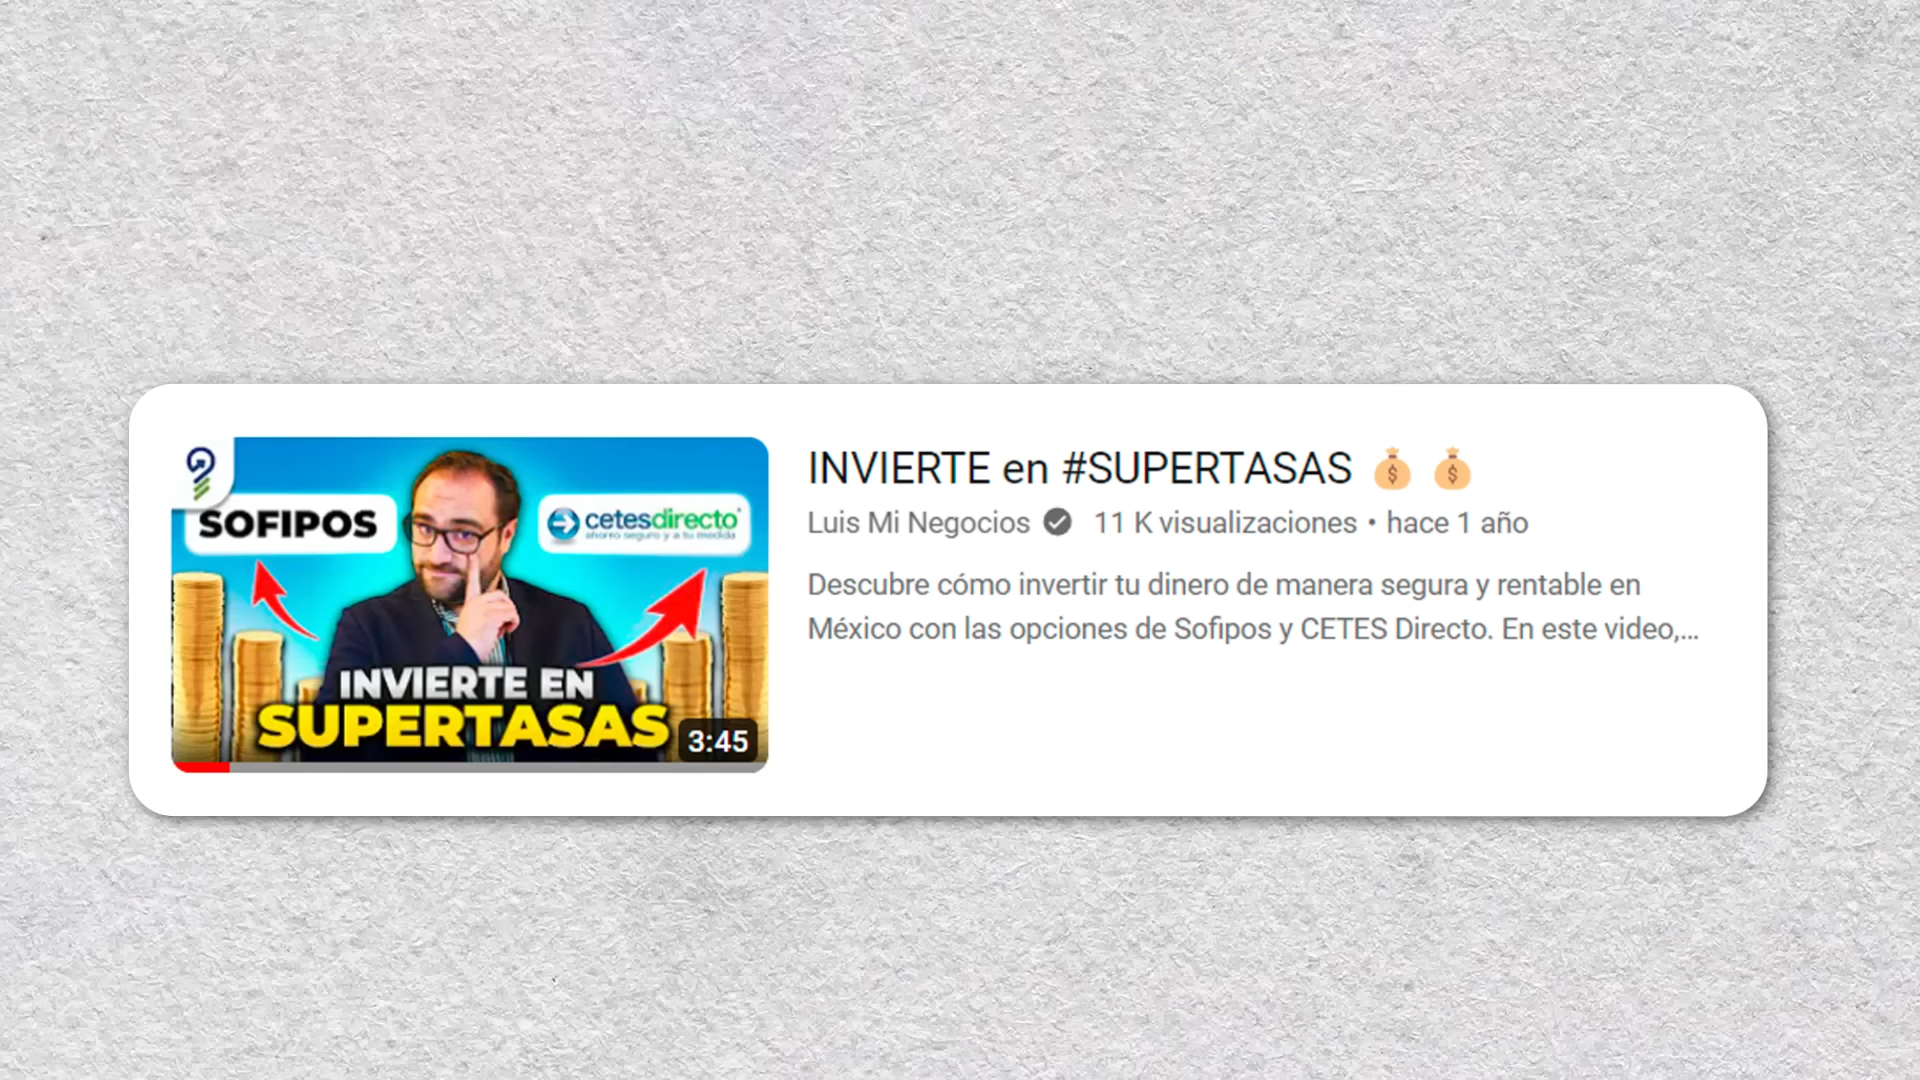 SOFIPOS
cetesdirecto
ahorro seguro y a tu medida
INVIERTE EN
SUPERTASAS
3:45
INVIERTE en #SUPERTASAS 💰 💰
Luis Mi Negocios 11 K visualizaciones • hace 1 año
Descubre cómo invertir tu dinero de manera segura y rentable en
México con las opciones de Sofipos y CETES Directo. En este video,...